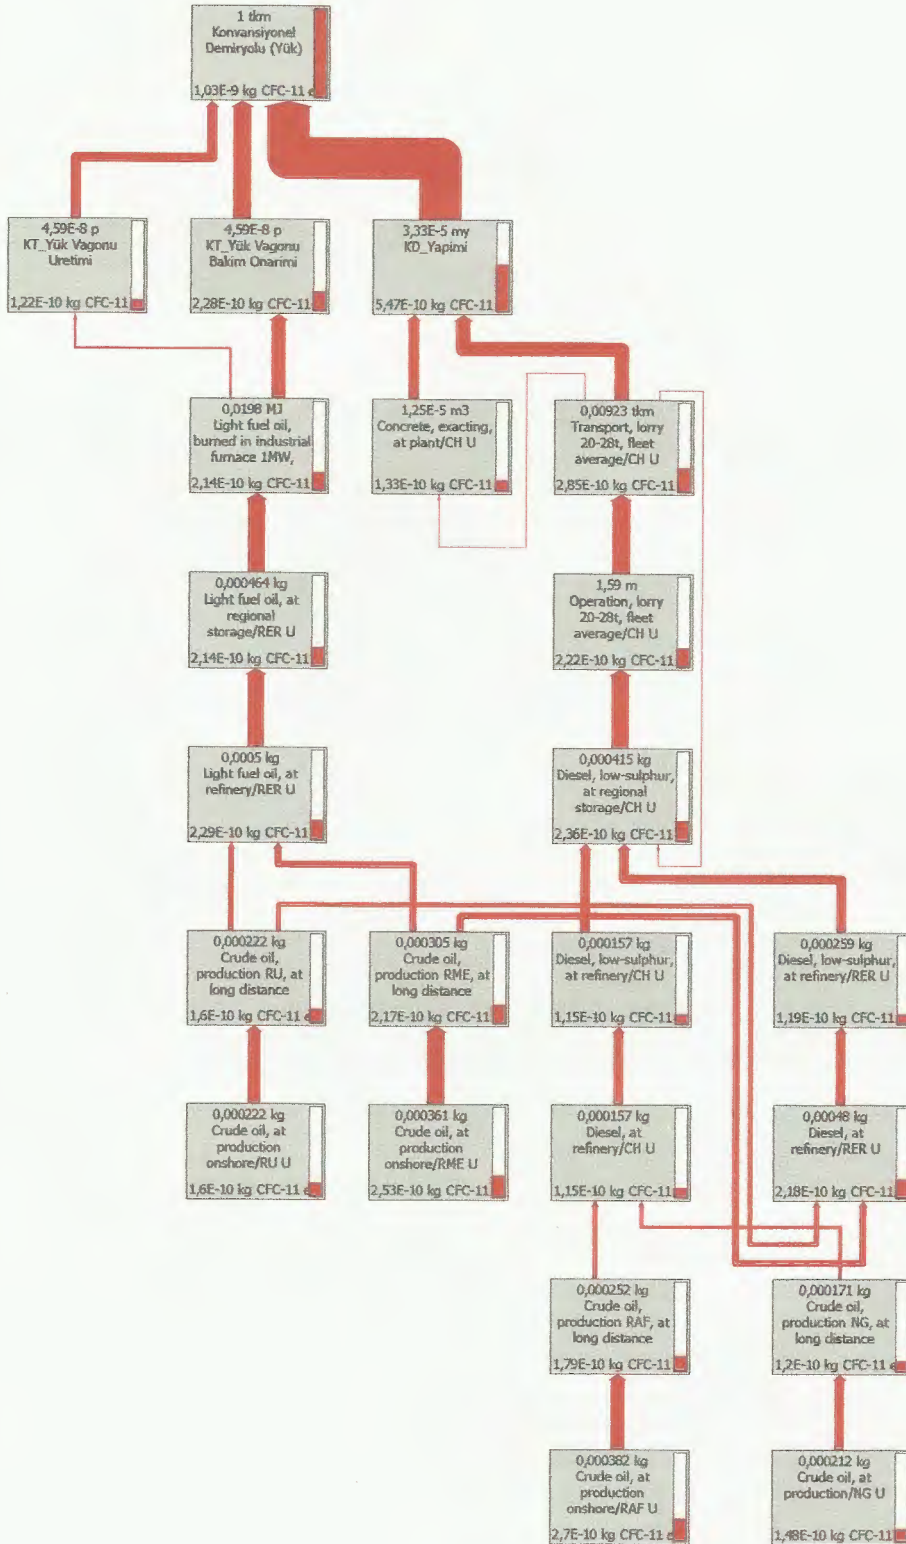 1 tkm
Konvansiyonel
Demiryolu (Yük)
1,03E-9 kg CFC-11 e
4,59E-8 p
KT_Yük Vagonu
Uretimi
1,22E-10 kg CFC-11
4,59E-8 p
KT_Yük Vagonu
Bakim Onarimi
2,28E-10 kg CFC-11
3,33E-5 my
KD_Yapimi
5,47E-10 kg CFC-11
0,0198 MJ
Light fuel oil,
burned in industrial
furnace 1MW,
2,14E-10 kg CFC-11
1,25E-5 m3
Concrete, exacting,
at plant/CH U
1,33E-10 kg CFC-11
0,00923 tkm
Transport, lorry
20-28t, fleet
average/CH U
2,85E-10 kg CFC-11
0,000464 kg
Light fuel oil, at
regional
storage/RER U
2,14E-10 kg CFC-11
1,59 m
Operation, lorry
20-28t, fleet
average/CH U
2,22E-10 kg CFC-11
0,0005 kg
Light fuel oil, at
refinery/RER U
2,29E-10 kg CFC-11
0,000415 kg
Diesel, low-sulphur,
at regional
storage/CH U
2,36E-10 kg CFC-11
0,000222 kg
Crude oil,
production RU, at
long distance
1,6E-10 kg CFC-11 e
0,000305 kg
Crude oil,
production RME, at
long distance
2,17E-10 kg CFC-11
0,000157 kg
Diesel, low-sulphur,
at refinery/CH U
1,15E-10 kg CFC-11
0,000259 kg
Diesel, low-sulphur,
at refinery/RER U
1,19E-10 kg CFC-11
0,000222 kg
Crude oil, at
production
onshore/RU U
1,6E-10 kg CFC-11 e
0,000361 kg
Crude oil, at
production
onshore/RME U
2,53E-10 kg CFC-11
0,000157 kg
Diesel, at
refinery/CH U
1,15E-10 kg CFC-11
0,00048 kg
Diesel, at
refinery/RER U
2,18E-10 kg CFC-11
0,000252 kg
Crude oil,
production RAF, at
long distance
1,79E-10 kg CFC-11
0,000171 kg
Crude oil,
production NG, at
long distance
1,2E-10 kg CFC-11 e
0,000382 kg
Crude oil, at
production
onshore/RAF U
2,7E-10 kg CFC-11 e
0,000212 kg
Crude oil, at
production/NG U
1,48E-10 kg CFC-11